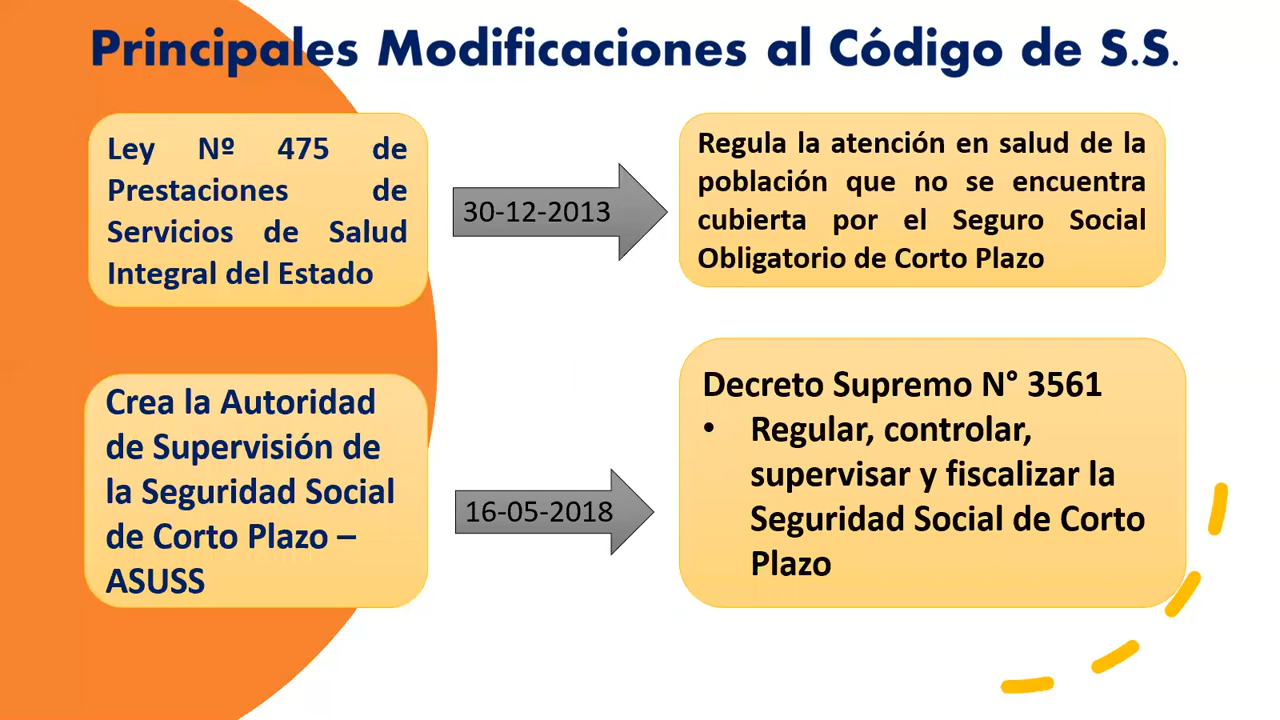 Principales Modificaciones al Código de S.S.
Ley Nº 475 de
Prestaciones de
Servicios de Salud
Integral del Estado
30-12-2013
Regula la atención en salud de la
población que no se encuentra
cubierta por el Seguro Social
Obligatorio de Corto Plazo
Crea la Autoridad
de Supervisión de
la Seguridad Social
de Corto Plazo –
ASUSS
16-05-2018
Decreto Supremo N° 3561
• Regular, controlar,
supervisar y fiscalizar la
Seguridad Social de Corto
Plazo